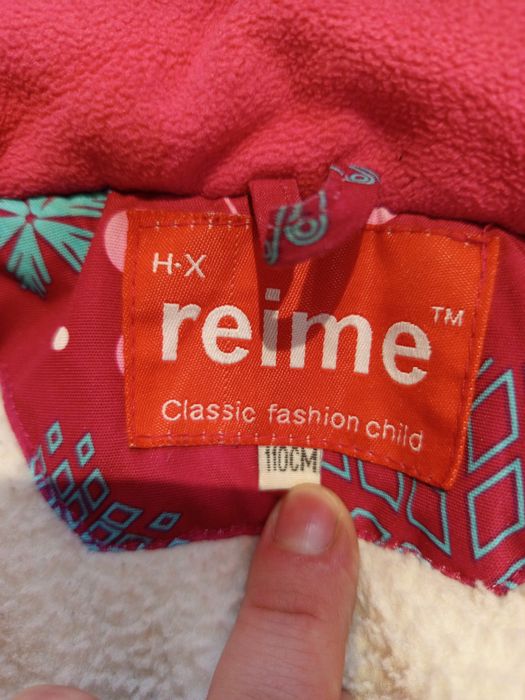 H·X
reime™
Classic fashion child
110CM